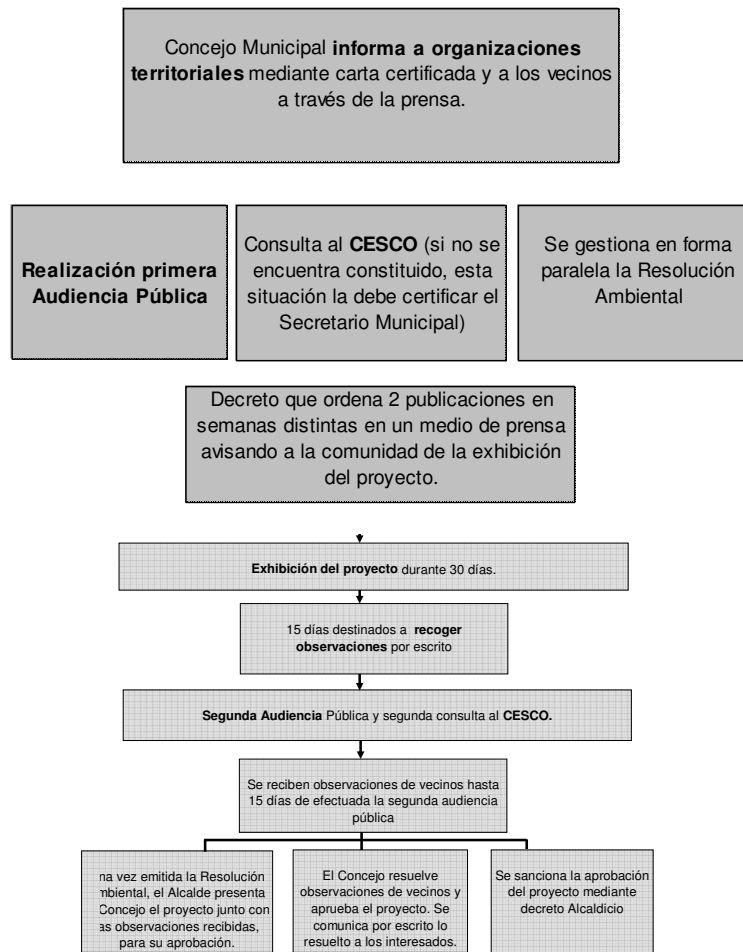 Concejo Municipal informa a organizaciones
territoriales mediante carta certificada y a los vecinos
a través de la prensa.
Realización primera
Audiencia Pública
Consulta al CESCO (si no se
encuentra constituido, esta
situación la debe certificar el
Secretario Municipal)
Se gestiona en forma
paralela la Resolución
Ambiental
Decreto que ordena 2 publicaciones en
semanas distintas en un medio de prensa
avisando a la comunidad de la exhibición
del proyecto.
Exhibición del proyecto durante 30 días.
15 días destinados a recoger
observaciones por escrito
Segunda Audiencia Pública y segunda consulta al CESCO.
Se reciben observaciones de vecinos hasta
15 días de efectuada la segunda audiencia
pública
na vez emitida la Resolución
mbiental, el Alcalde presenta
Concejo el proyecto junto con
as observaciones recibidas,
para su aprobación.
El Concejo resuelve
observaciones de vecinos y
aprueba el proyecto. Se
comunica por escrito lo
resuelto a los interesados.
Se sanciona la aprobación
del proyecto mediante
decreto Alcaldicio